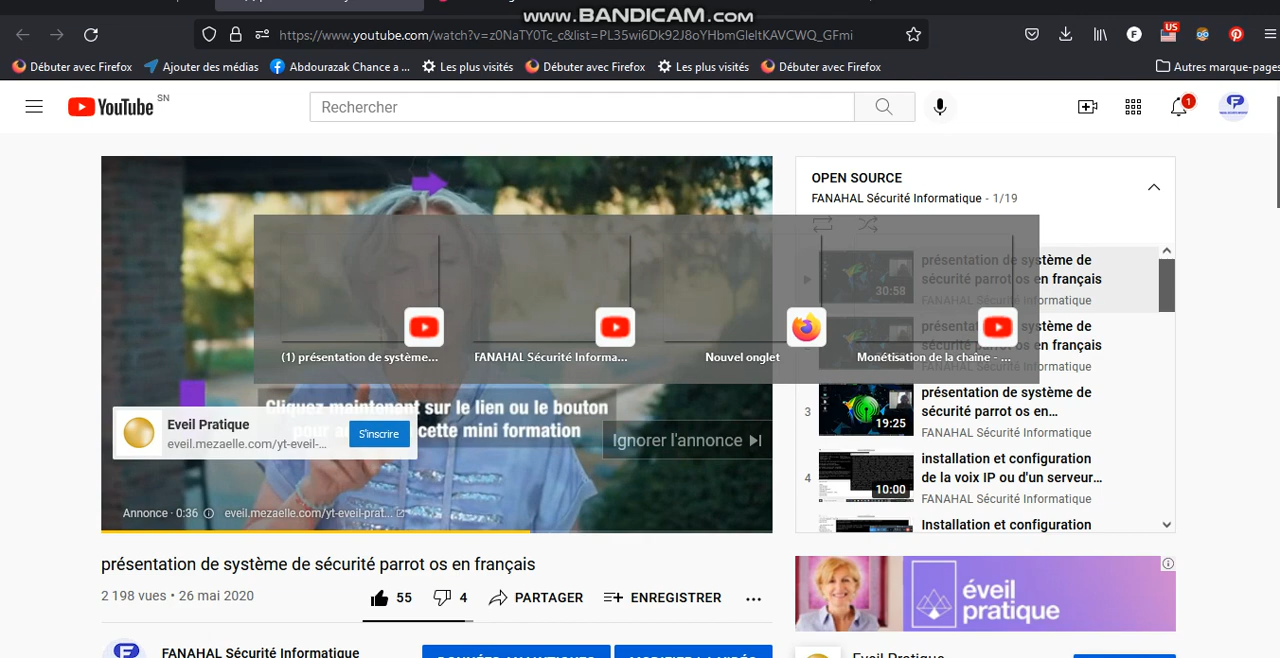 www.BANDICAM.com
https://www.youtube.com/watch?v=z0NaTY0Tc_c&list=PL35wi6Dk92J8oYHbmGleltKAVCWQ_GFmi
US
Débuter avec Firefox
Ajouter des médias
Abdourazak Chance a ...
Les plus visités
Débuter avec Firefox
Les plus visités
Débuter avec Firefox
Autres marque-pages
YouTube SN
Rechercher
1
OPEN SOURCE
FANAHAL Sécurité Informatique - 1/19
présentation de système de
sécurité parrot os en français
30:58
FANAHAL Sécurité Informatique
présentation de système de
sécurité parrot os en français
FANAHAL Sécurité Informatique
3
présentation de système de
sécurité parrot os en...
19:25
FANAHAL Sécurité Informatique
4
installation et configuration
de la voix IP ou d'un serveur...
10:00
FANAHAL Sécurité Informatique
Installation et configuration
(1) présentation de système...
FANAHAL Sécurité Informa...
Nouvel onglet
Monétisation de la chaîne - ...
Cliquez maintenant sur le lien ou le bouton
pour cette mini formation
Eveil Pratique
eveil.mezaelle.com/yt-eveil-...
S'inscrire
Ignorer l'annonce
Annonce · 0:36
eveil.mezaelle.com/yt-eveil-prat...
présentation de système de sécurité parrot os en français
2 198 vues • 26 mai 2020
55
4
PARTAGER
ENREGISTRER
éveil
pratique
FANAHAL Sécurité Informatique
DONNÉES ANALYTIQUES
MODIFIER LA VIDÉO
Eveil Pratique